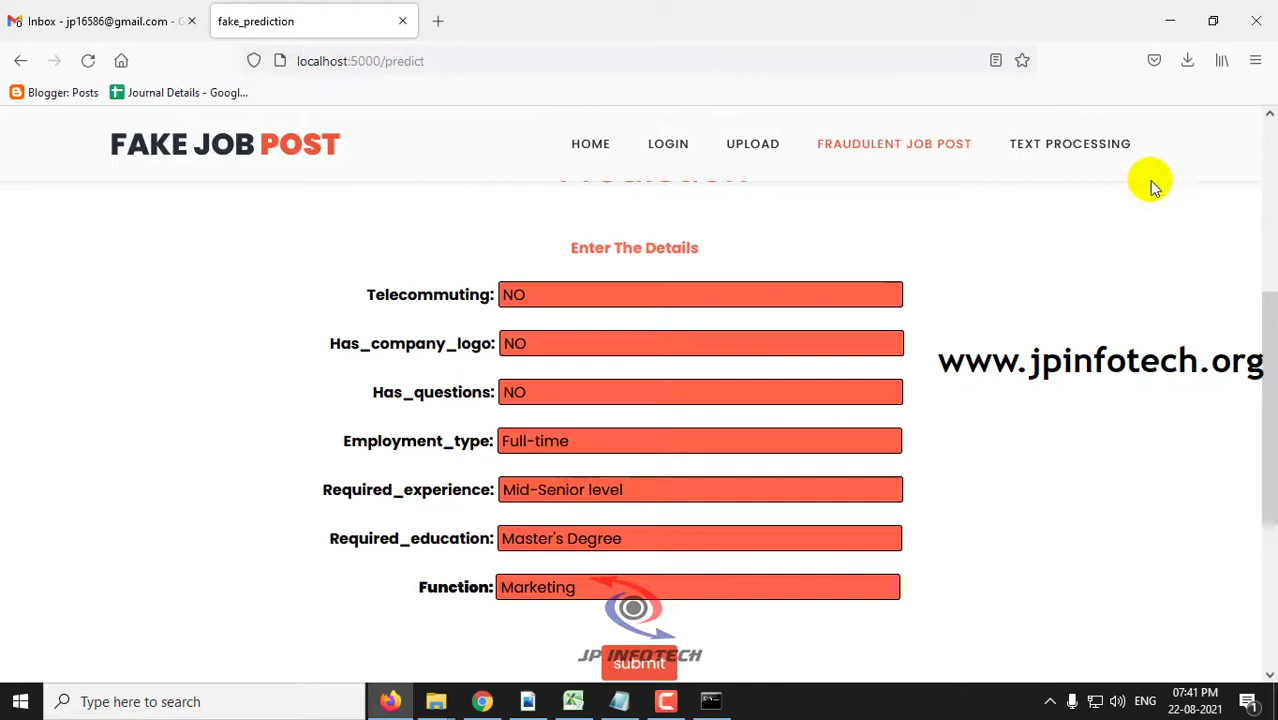 Inbox - jp16586@gmail.com - G
fake_prediction
localhost:5000/predict
Blogger: Posts
Journal Details - Googl...
FAKE JOB POST
HOME
LOGIN
UPLOAD
FRAUDULENT JOB POST
TEXT PROCESSING
Enter The Details
Telecommuting: NO
Has_company_logo: NO
www.jpinfotech.org
Has_questions: NO
Employment_type: Full-time
Required_experience: Mid-Senior level
Required_education: Master's Degree
Function: Marketing
JP INFOTECH
submit
Type here to search
ENG
07:41 PM
22-08-2021
1